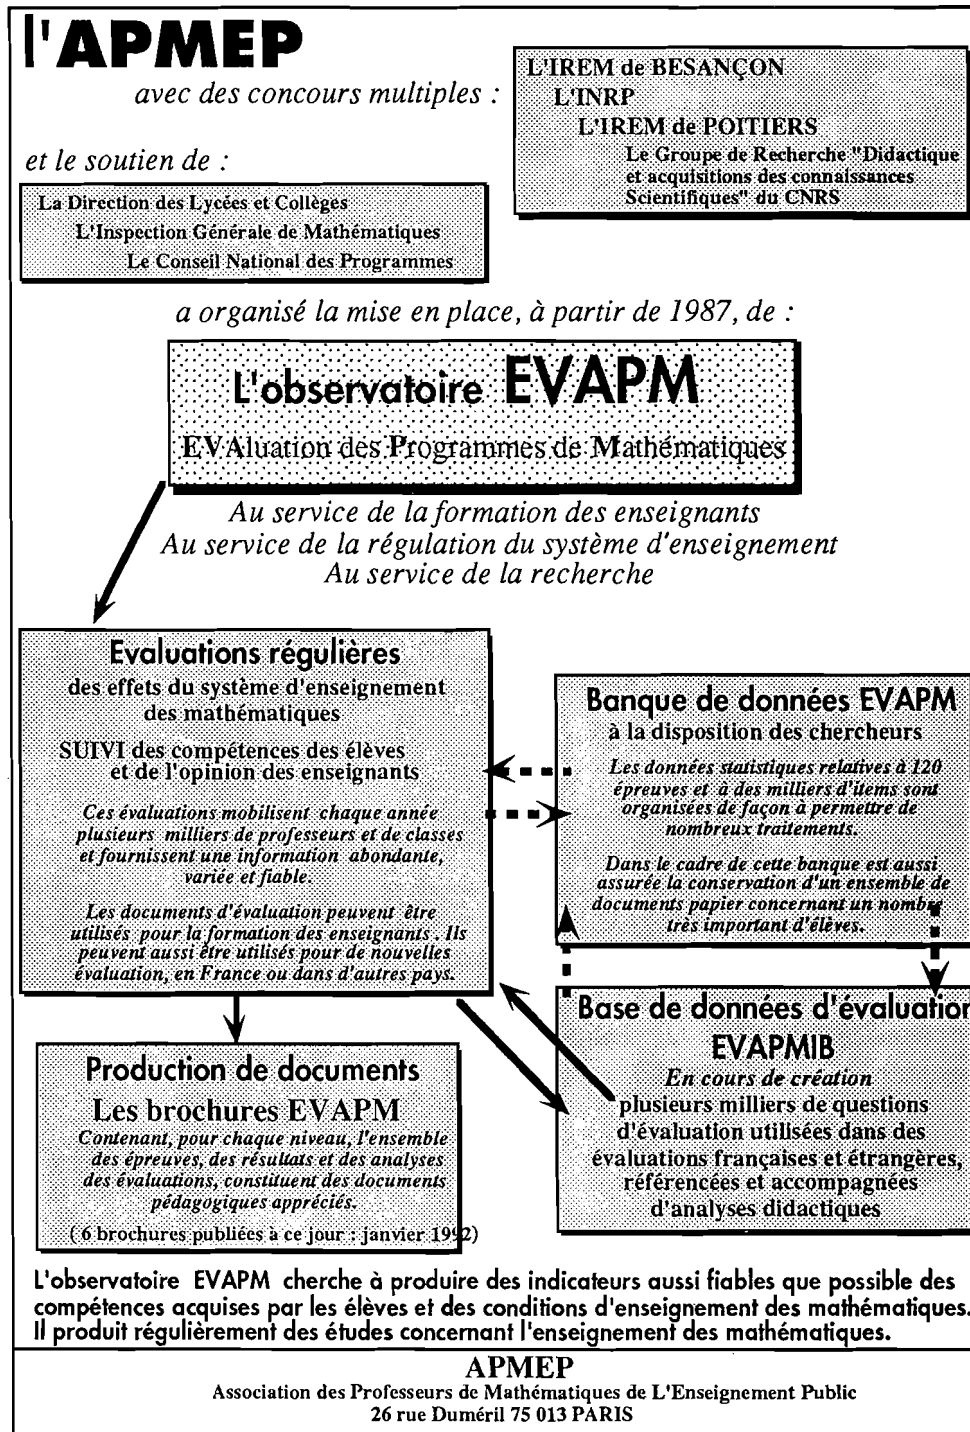 l'APMEP
avec des concours multiples :
L'IREM de BESANÇON
L'INRP
L'IREM de POITIERS
Le Groupe de Recherche "Didactique
et acquisitions des connaissances
Scientifiques" du CNRS
et le soutien de :
La Direction des Lycées et Collèges
L'Inspection Générale de Mathématiques
Le Conseil National des Programmes
a organisé la mise en place, à partir de 1987, de :
L'observatoire EVAPM
EVAluation des Programmes de Mathématiques
Au service de la formation des enseignants
Au service de la régulation du système d'enseignement
Au service de la recherche
Evaluations régulières
des effets du système d'enseignement
des mathématiques
SUIVI des compétences des élèves
et de l'opinion des enseignants
Ces évaluations mobilisent chaque année
plusieurs milliers de professeurs et de classes
et fournissent une information abondante,
variée et fiable.
Les documents d'évaluation peuvent être
utilisés pour la formation des enseignants . Ils
peuvent aussi être utilisés pour de nouvelles
évaluation, en France ou dans d'autres pays.
Banque de données EVAPM
à la disposition des chercheurs
Les données statistiques relatives à 120
épreuves et à des milliers d'items sont
organisées de façon à permettre de
nombreux traitements.
Dans le cadre de cette banque est aussi
assurée la conservation d'un ensemble de
documents papier concernant un nombre
très important d'élèves.
Production de documents
Les brochures EVAPM
Contenant, pour chaque niveau, l'ensemble
des épreuves, des résultats et des analyses
des évaluations, constituent des documents
pédagogiques appréciés.
( 6 brochures publiées à ce jour : janvier 1992)
Base de données d'évaluation
EVAPMIB
En cours de création
plusieurs milliers de questions
d'évaluation utilisées dans des
évaluations françaises et étrangères,
référencées et accompagnées
d'analyses didactiques
L'observatoire EVAPM cherche à produire des indicateurs aussi fiables que possible des
compétences acquises par les élèves et des conditions d'enseignement des mathématiques.
Il produit régulièrement des études concernant l'enseignement des mathématiques.
APMEP
Association des Professeurs de Mathématiques de L'Enseignement Public
26 rue Duméril 75 013 PARIS